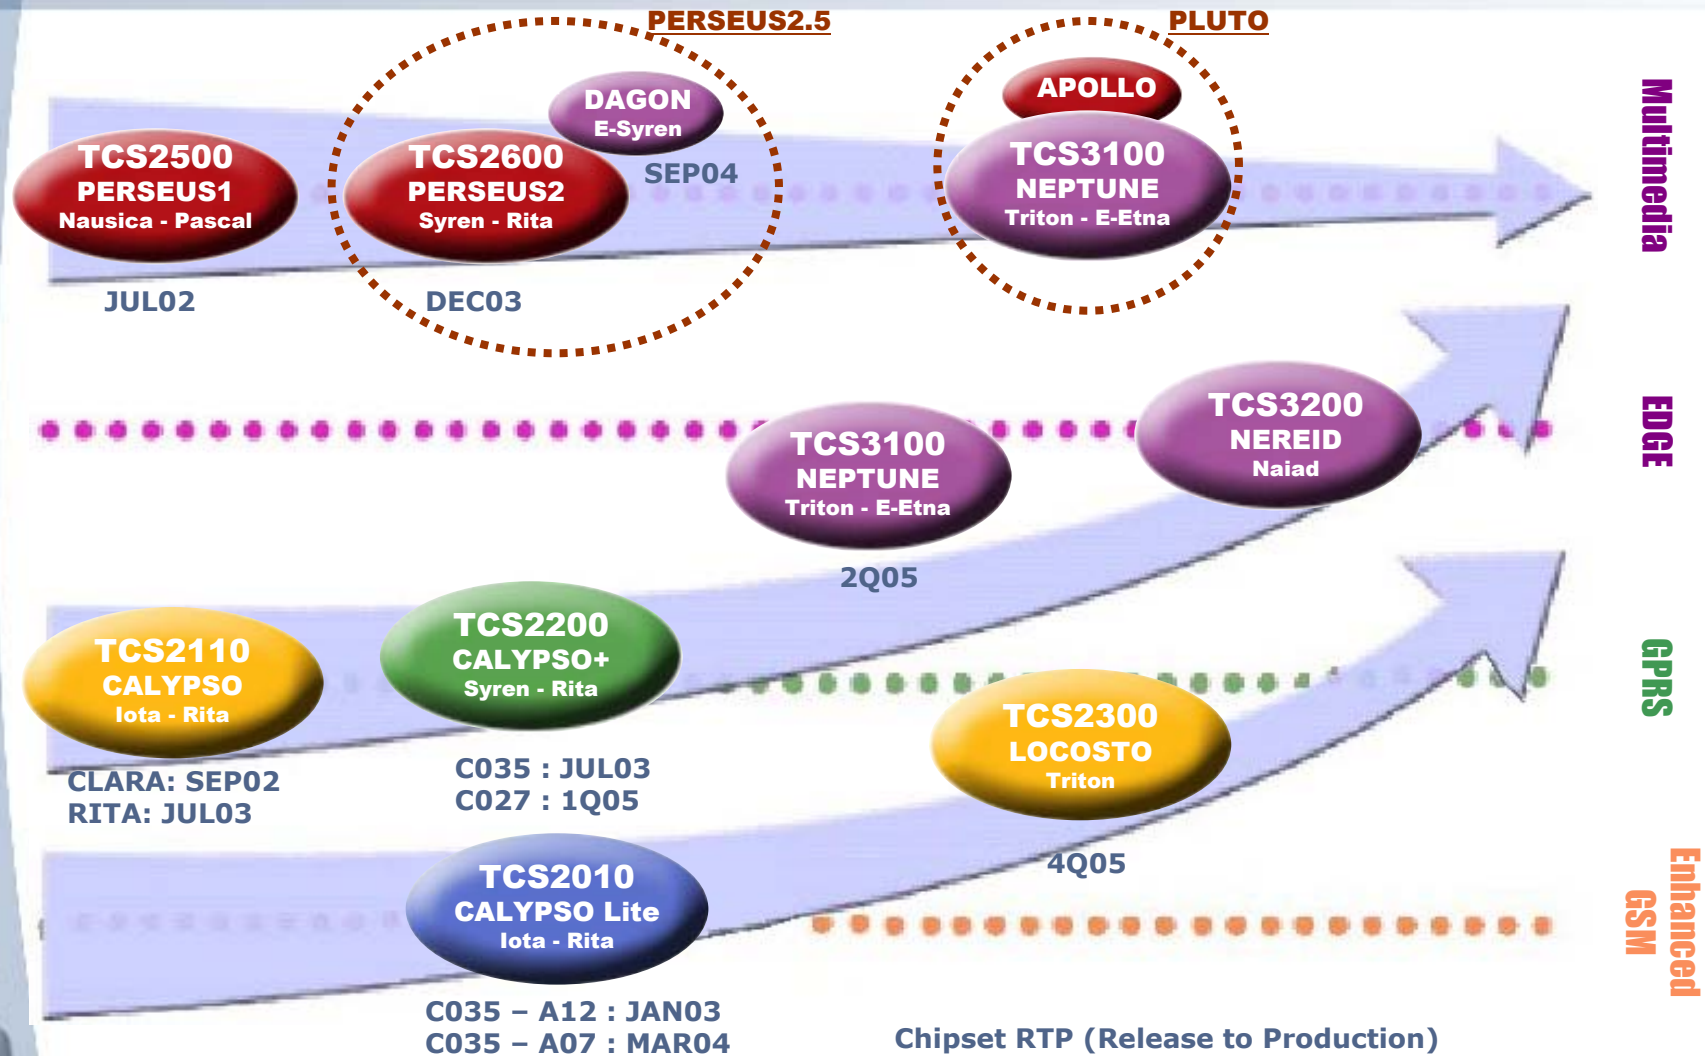 PERSEUS2.5
PLUTO
DAGON
E-Syren
SEP04
APOLLO
TCS2500
PERSEUS1
Nausica - Pascal
JUL02
TCS2600
PERSEUS2
Syren - Rita
DEC03
TCS3100
NEPTUNE
Triton - E-Etna
Multimedia
TCS3100
NEPTUNE
Triton - E-Etna
2Q05
TCS3200
NEREID
Naiad
EDGE
TCS2110
CALYPSO
Iota - Rita
CLARA: SEP02
RITA: JUL03
TCS2200
CALYPSO+
Syren - Rita
C035 : JUL03
C027 : 1Q05
TCS2300
LOCOSTO
Triton
4Q05
GPRS
TCS2010
CALYPSO Lite
Iota - Rita
C035 – A12 : JAN03
C035 – A07 : MAR04
Enhanced
GSM
Chipset RTP (Release to Production)